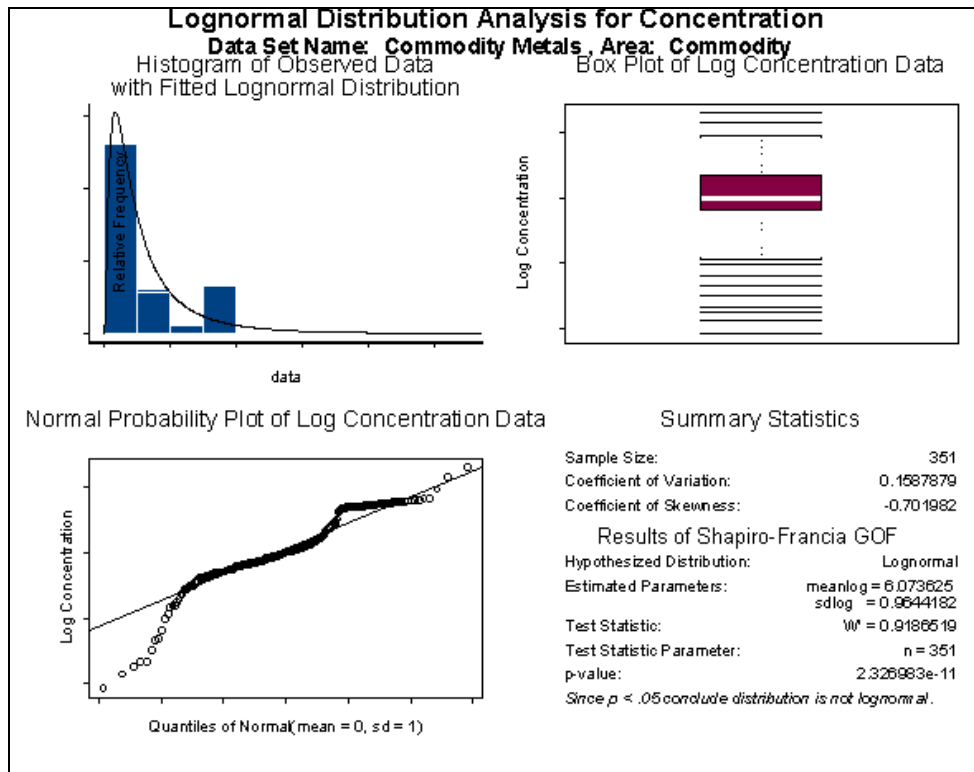 Lognormal Distribution Analysis for Concentration
Data Set Name: Commodity Metals , Area: Commodity
Histogram of Observed Data
with Fitted Lognormal Distribution
Relative Frequency
data
Box Plot of Log Concentration Data
Log Concentration
Normal Probability Plot of Log Concentration Data
Log Concentration
Quantiles of Normal(mean = 0, sd = 1)
Summary Statistics
Sample Size: 351
Coefficient of Variation: 0.1587879
Coefficient of Skewness: -0.701982
Results of Shapiro-Francia GOF
Hypothesized Distribution: Lognormal
Estimated Parameters: meanlog = 6.073625
sdlog = 0.9644182
Test Statistic: W' = 0.9186519
Test Statistic Parameter: n = 351
p-value: 2.326983e-11
Since p < .05 conclude distribution is not lognormal.